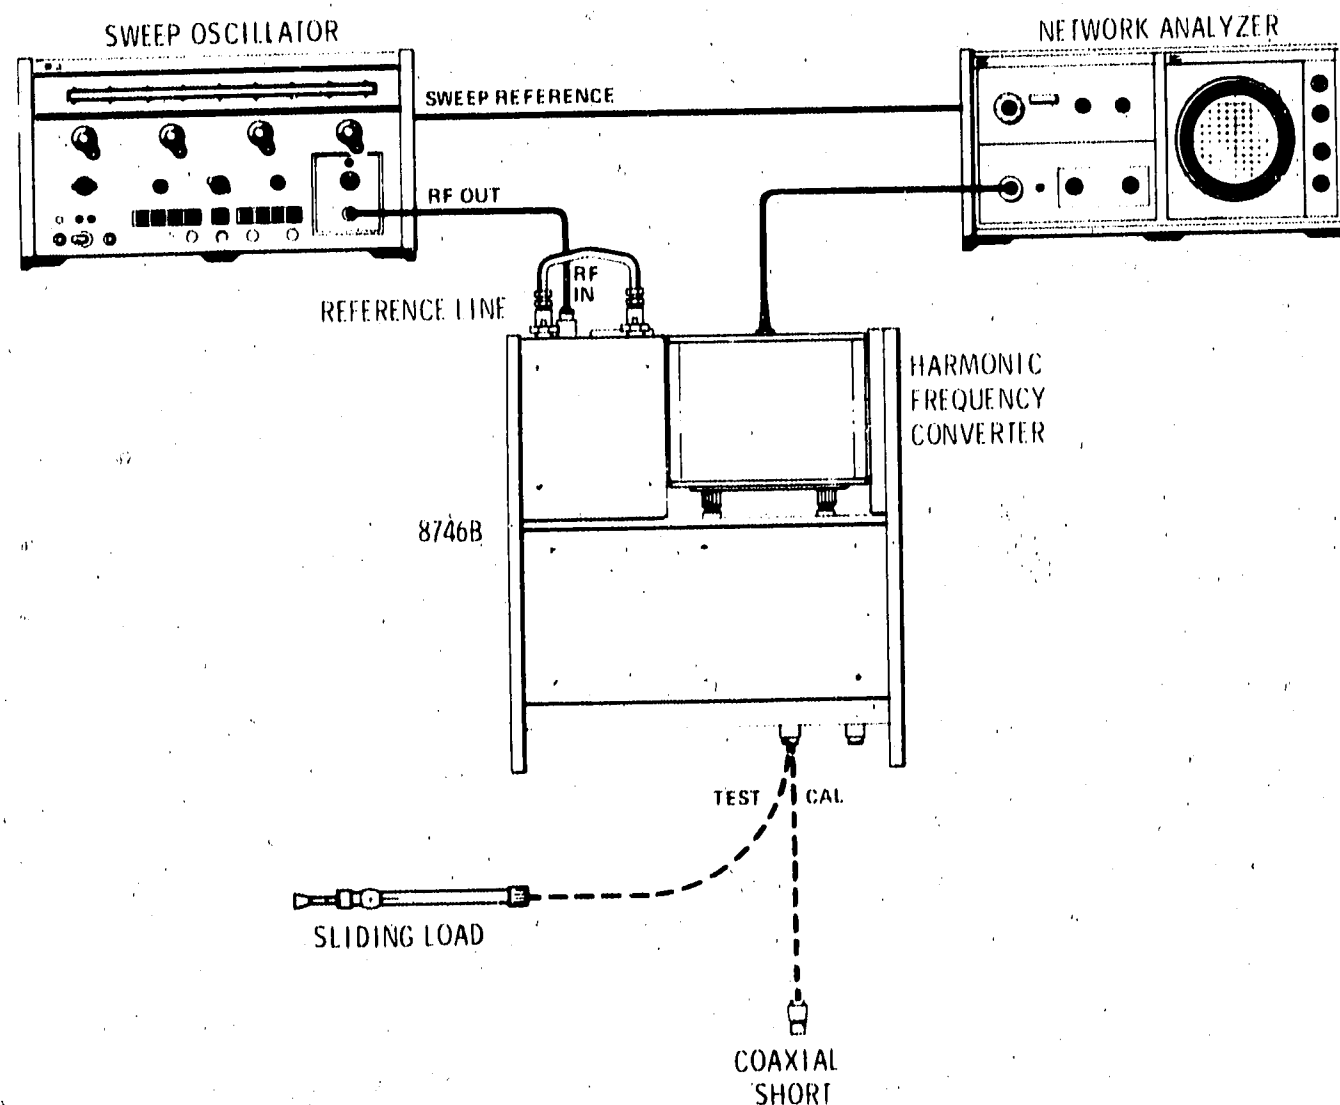 SWEEP OSCILLATOR
NETWORK ANALYZER
SWEEP REFERENCE
RF OUT
RF
IN
REFERENCE LINE
HARMONIC
FREQUENCY
CONVERTER
8746B
TEST
CAL
SLIDING LOAD
COAXIAL
SHORT